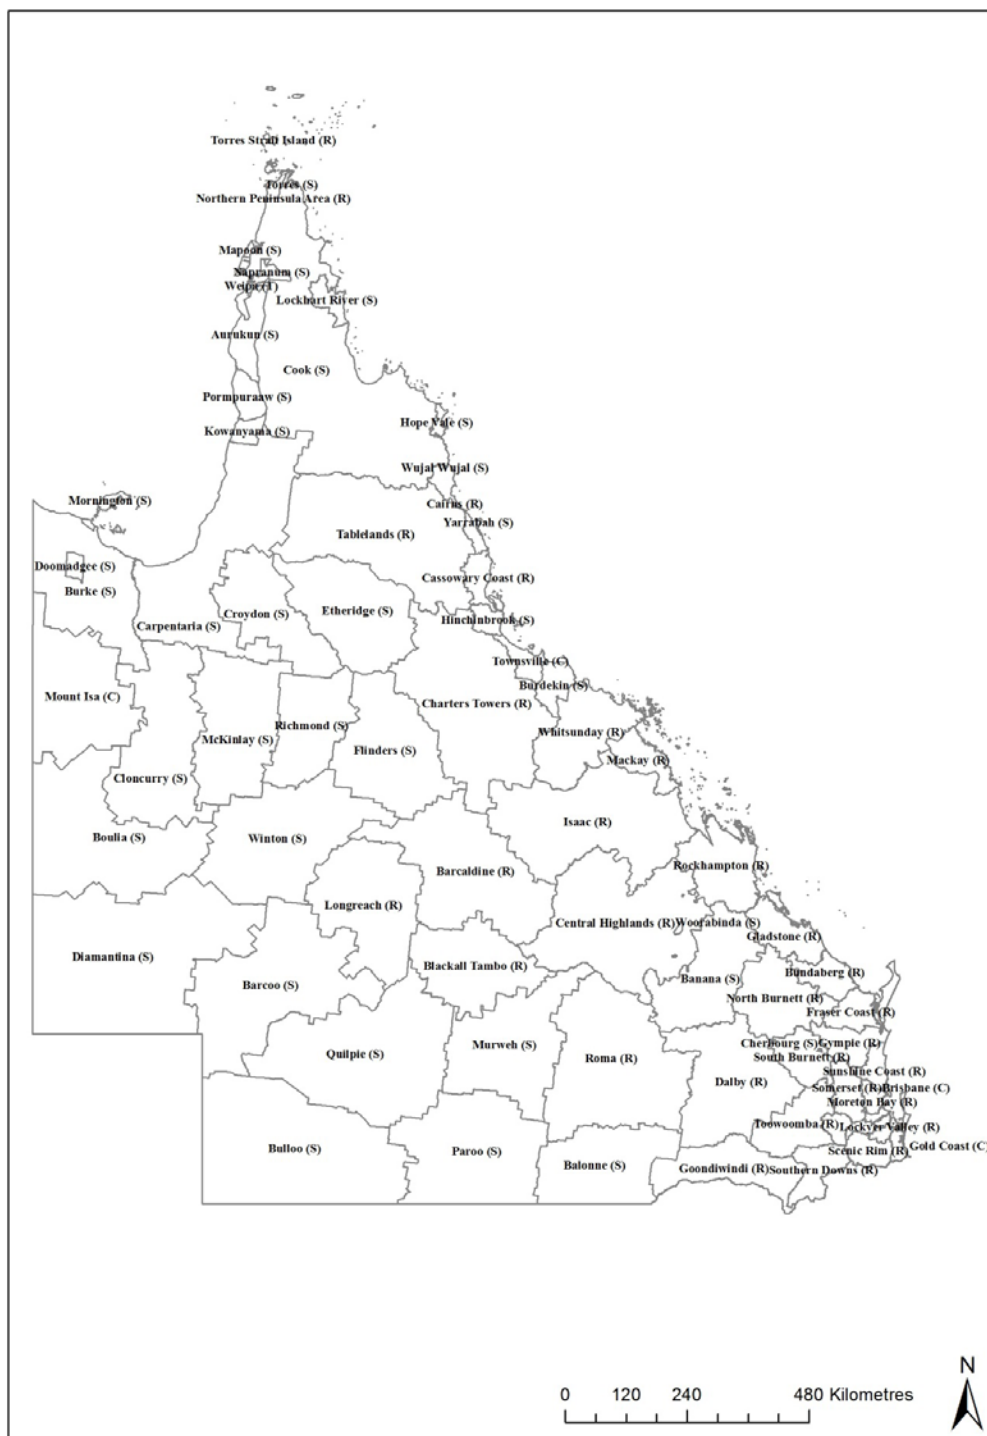 Torres Strait Island (R)
Torres (S)
Northern Peninsula Area (R)
Mapoon (S)
Napranum (S)
Weipa (T)
Lockhart River (S)
Aurukun (S)
Cook (S)
Pormpuraaw (S)
Hope Vale (S)
Kowanyama (S)
Wujal Wujal (S)
Mornington (S)
Cairns (R)
Yarrabah (S)
Tablelands (R)
Doomadgee (S)
Cassowary Coast (R)
Burke (S)
Etheridge (S)
Croydon (S)
Hinchinbrook (S)
Carpentaria (S)
Townsville (C)
Burdekin (S)
Mount Isa (C)
Charters Towers (R)
Richmond (S)
Whitsunday (R)
McKinlay (S)
Flinders (S)
Mackay (R)
Cloncurry (S)
Isaac (R)
Boulia (S)
Winton (S)
Rockhampton (R)
Barcaldine (R)
Longreach (R)
Central Highlands (R)
Woorabinda (S)
Gladstone (R)
Diamantina (S)
Blackall Tambo (R)
Bundaberg (R)
Banana (S)
Barcoo (S)
North Burnett (R)
Fraser Coast (R)
Cherbourg (S)
Gympie (R)
Murweh (S)
Quilpie (S)
Roma (R)
South Burnett (R)
Sunshine Coast (R)
Dalby (R)
Somerset (R)
Brisbane (C)
Moreton Bay (R)
Toowoomba (R)
Lockyer Valley (R)
Bulloo (S)
Paroo (S)
Scenic Rim (R)
Gold Coast (C)
Balonne (S)
Goondiwindi (R)
Southern Downs (R)
N
0 120 240 480 Kilometres